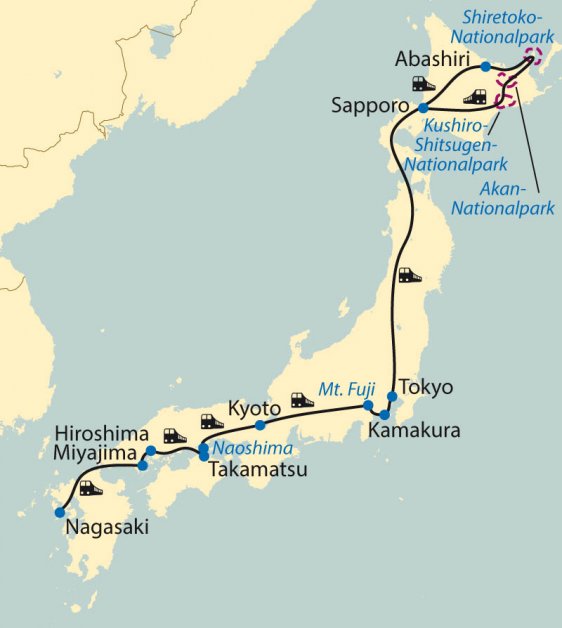 Shiretoko-
Nationalpark
Abashiri
Sapporo
Kushiro-
Shitsugen-
Nationalpark
Akan-
Nationalpark
Mt. Fuji
Tokyo
Kyoto
Kamakura
Hiroshima
Miyajima
Naoshima
Takamatsu
Nagasaki